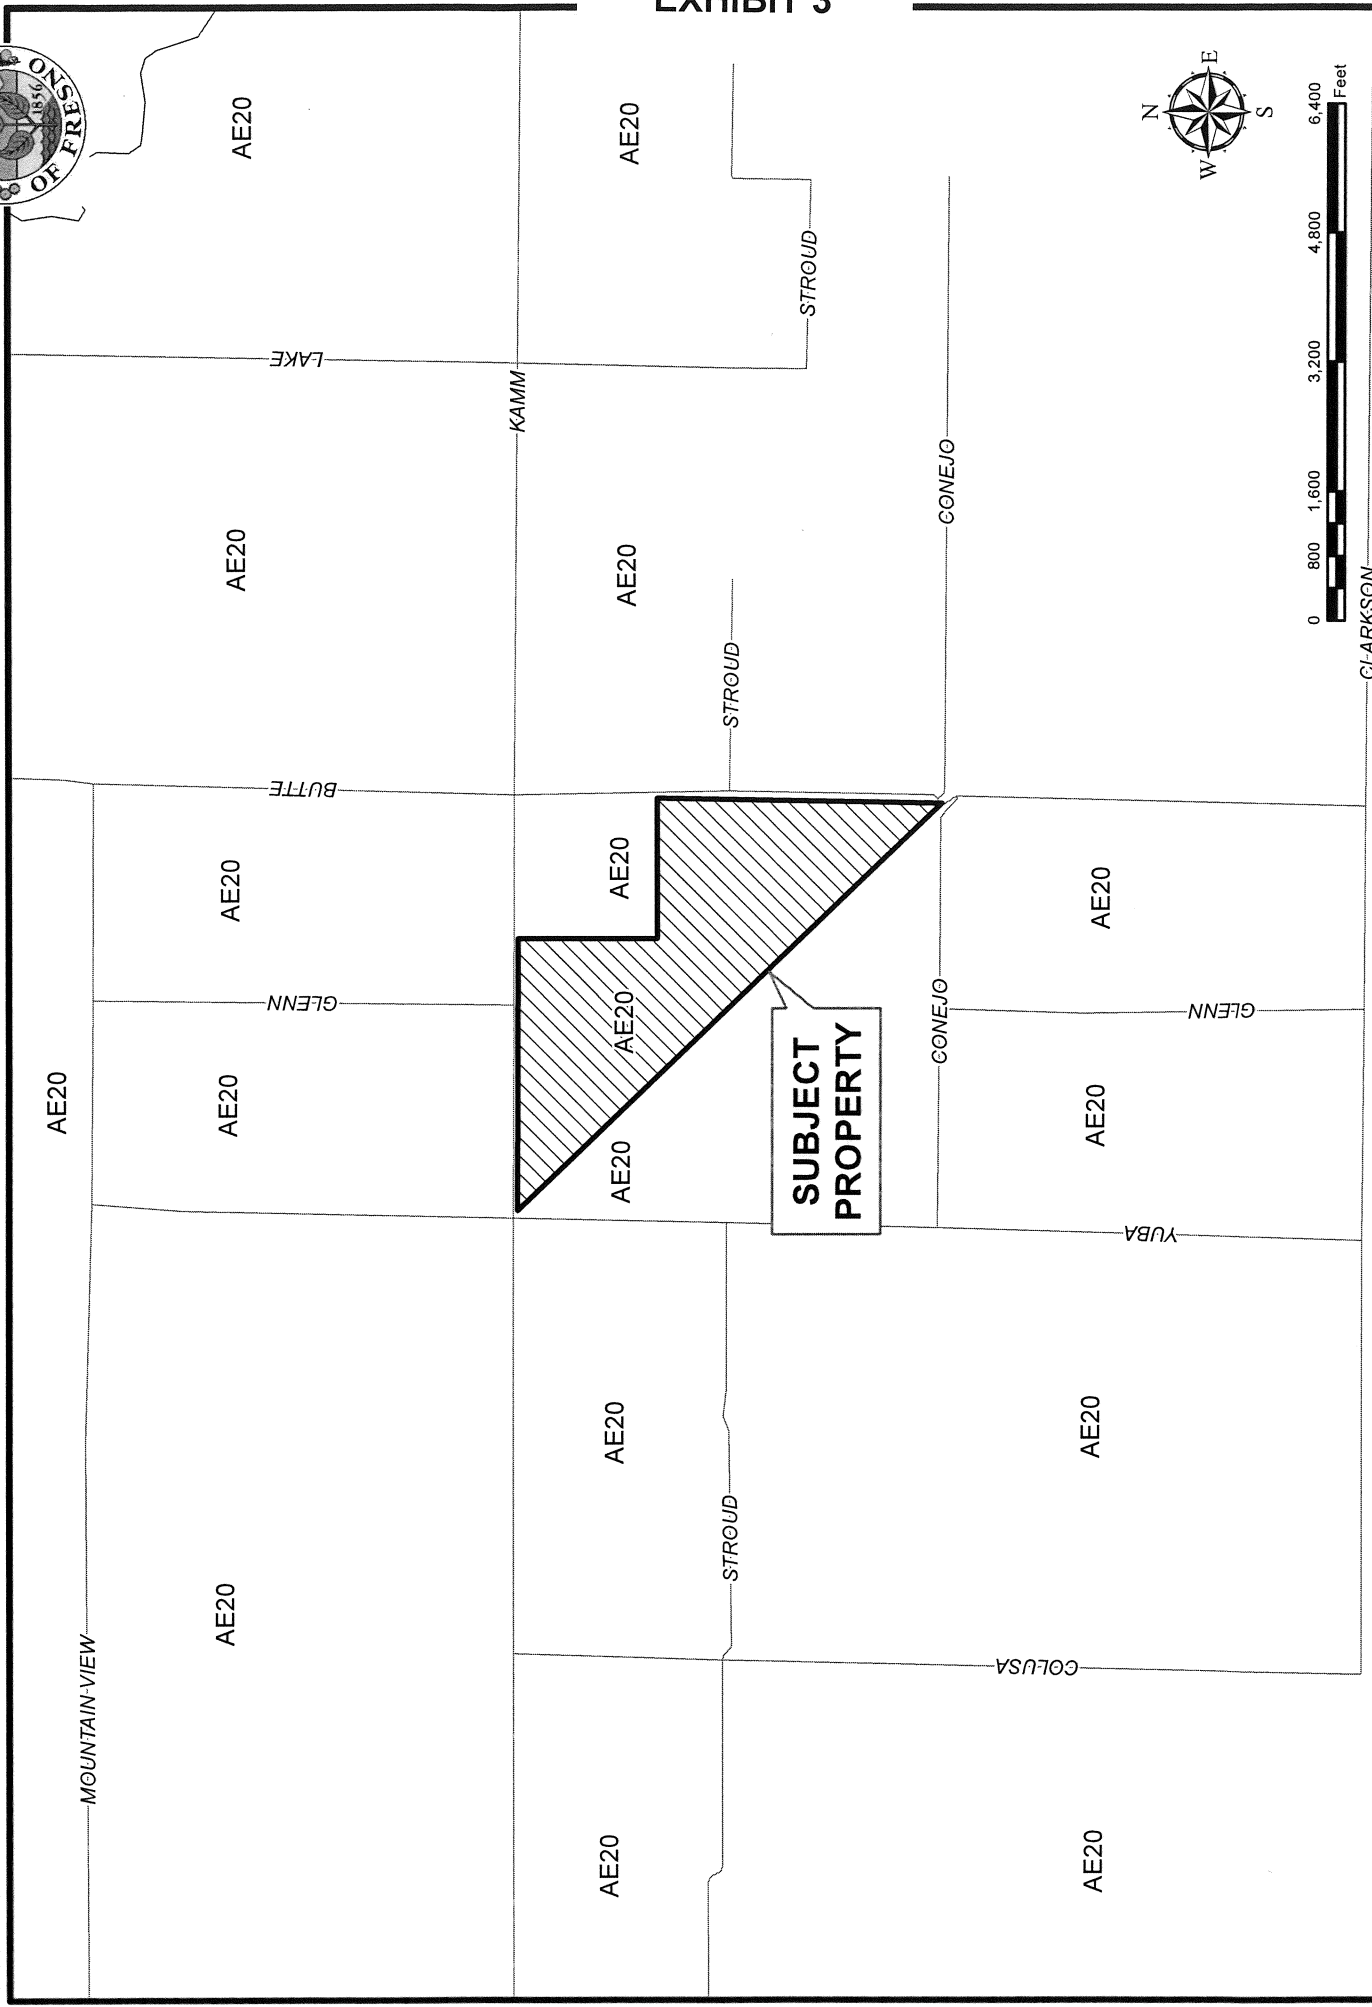 EXHIBIT 3
OF FRESNO
1856
AE20
AE20
LAKE
KAMM
STROUD
AE20
AE20
STROUD
CONEJO
BUTTE
AE20
AE20
AE20
GLENN
AE20
CONEJO
GLENN
AE20
AE20
AE20
AE20
SUBJECT
PROPERTY
AE20
YUBA
MOUNTAIN VIEW
AE20
AE20
STROUD
AE20
COLUSA
AE20
AE20
CLARKSON
N
E
S
W
0
800
1,600
3,200
4,800
6,400
Feet